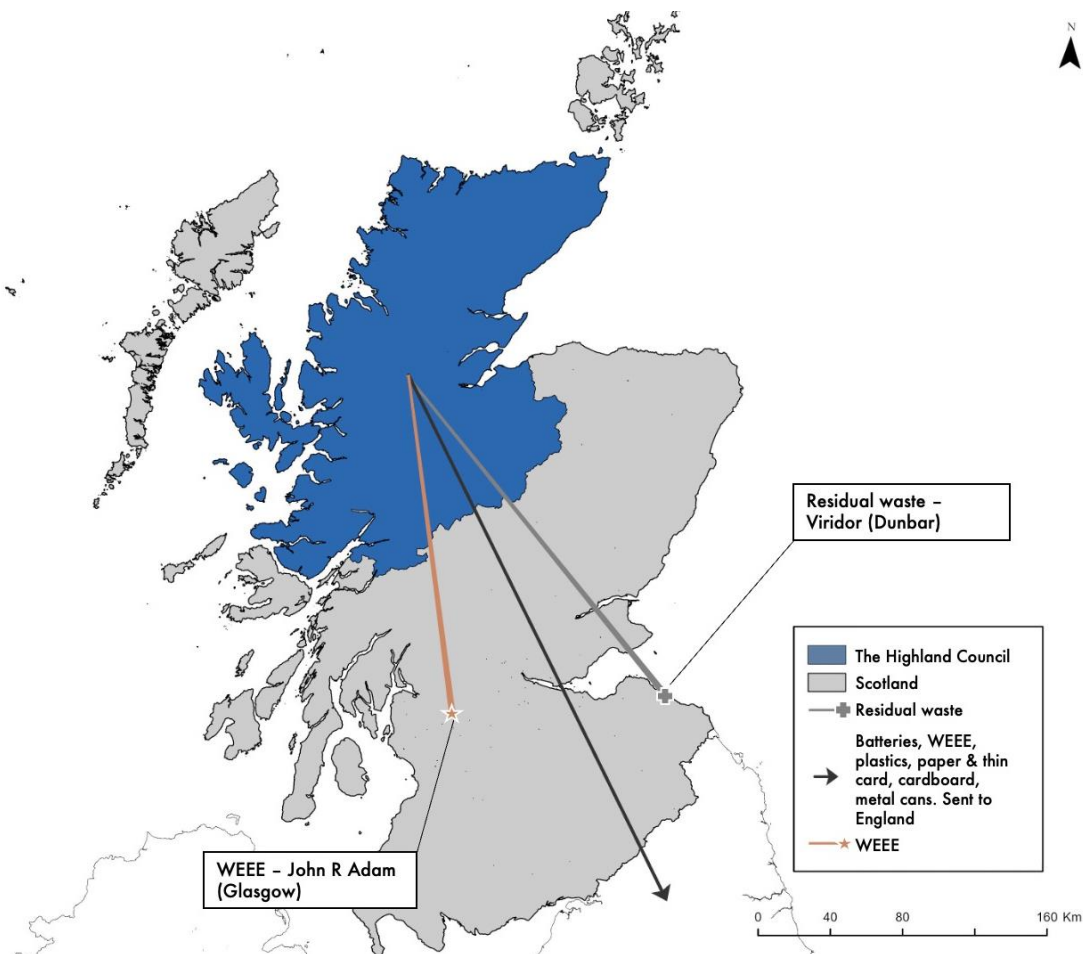 N
Residual waste –
Viridor (Dunbar)
The Highland Council
Scotland
Residual waste
Batteries, WEEE,
plastics, paper & thin
card, cardboard,
metal cans. Sent to
England
WEEE
WEEE – John R Adam
(Glasgow)
0 40 80 160 Km